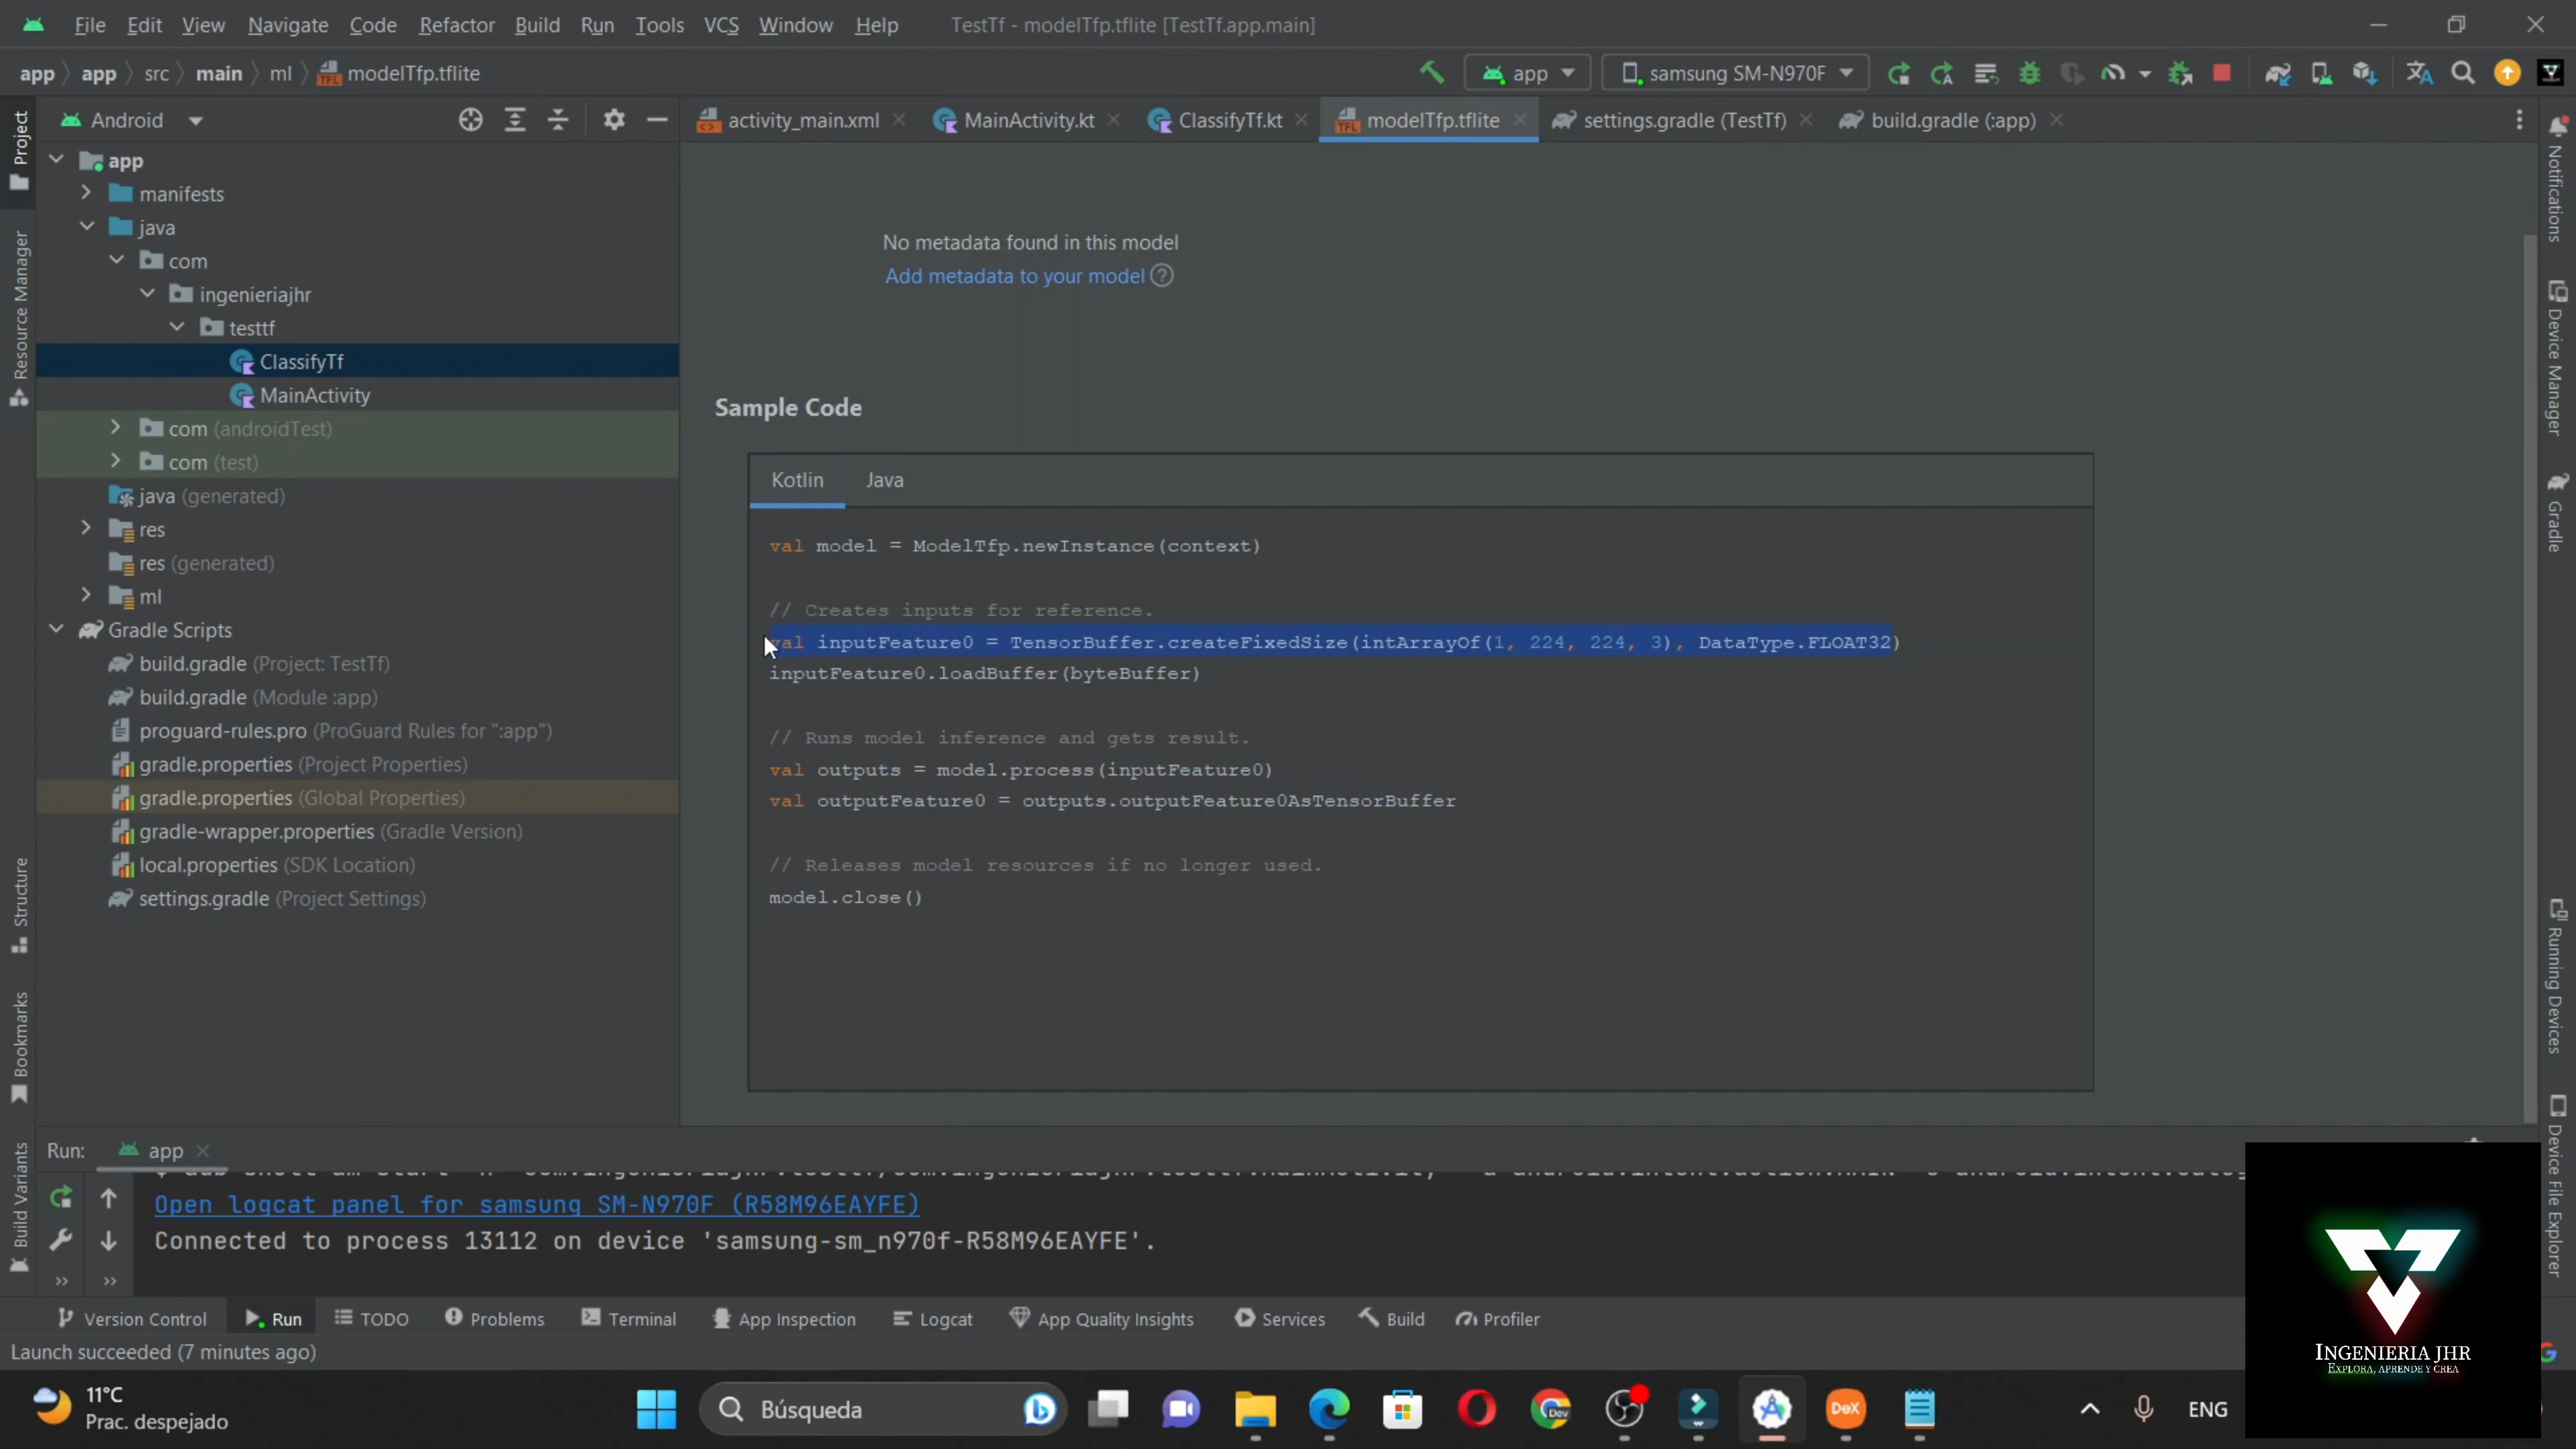 File Edit View Navigate Code Refactor Build Run Tools VCS Window Help TestTf - modelTfp.tflite [TestTf.app.main]
app app src main ml modelTfp.tflite app samsung SM-N970F
Android activity_main.xml MainActivity.kt ClassifyTf.kt modelTfp.tflite settings.gradle (TestTf) build.gradle (:app)
Project
Resource Manager
Structure
Bookmarks
Build Variants
app
manifests
java
com
ingenieriajhr
testtf
ClassifyTf
MainActivity
com (androidTest)
com (test)
java (generated)
res
res (generated)
ml
Gradle Scripts
build.gradle (Project: TestTf)
build.gradle (Module :app)
proguard-rules.pro (ProGuard Rules for ":app")
gradle.properties (Project Properties)
gradle.properties (Global Properties)
gradle-wrapper.properties (Gradle Version)
local.properties (SDK Location)
settings.gradle (Project Settings)
No metadata found in this model
Add metadata to your model
Sample Code
Kotlin Java
val model = ModelTfp.newInstance(context)
// Creates inputs for reference.
val inputFeature0 = TensorBuffer.createFixedSize(intArrayOf(1, 224, 224, 3), DataType.FLOAT32)
inputFeature0.loadBuffer(byteBuffer)
// Runs model inference and gets result.
val outputs = model.process(inputFeature0)
val outputFeature0 = outputs.outputFeature0AsTensorBuffer
// Releases model resources if no longer used.
model.close()
Notifications
Device Manager
Gradle
Running Devices
Device File Explorer
Run: app
Open logcat panel for samsung SM-N970F (R58M96EAYFE)
Connected to process 13112 on device 'samsung-sm_n970f-R58M96EAYFE'.
Version Control Run TODO Problems Terminal App Inspection Logcat App Quality Insights Services Build Profiler
Launch succeeded (7 minutes ago)
INGENIERIA JHR
EXPLORA, APRENDE Y CREA
11°C
Prac. despejado
Búsqueda
Dev
DeX
ENG